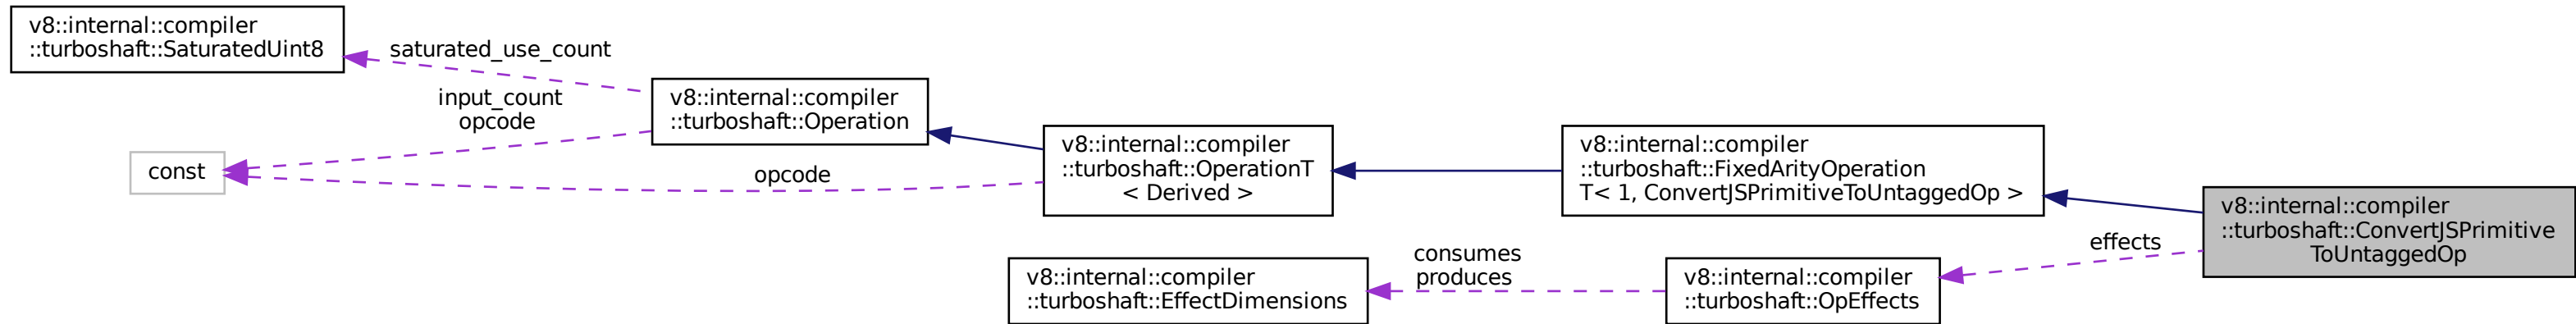 v8::internal::compiler
::turboshaft::SaturatedUint8
saturated_use_count
input_count
opcode
const
v8::internal::compiler
::turboshaft::Operation
opcode
v8::internal::compiler
::turboshaft::OperationT
< Derived >
v8::internal::compiler
::turboshaft::FixedArityOperation
T< 1, ConvertJSPrimitiveToUntaggedOp >
v8::internal::compiler
::turboshaft::ConvertJSPrimitive
ToUntaggedOp
effects
consumes
produces
v8::internal::compiler
::turboshaft::EffectDimensions
v8::internal::compiler
::turboshaft::OpEffects